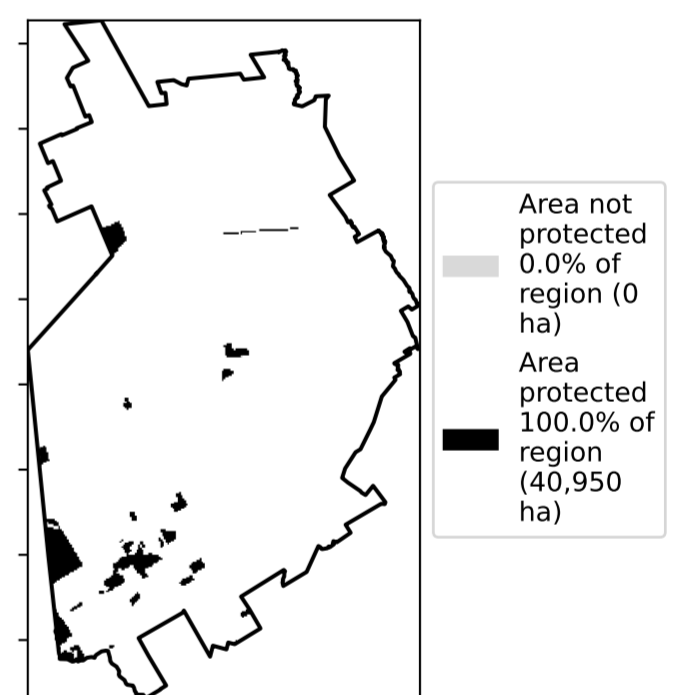 Area not
protected
0.0% of
region (0
ha)
Area
protected
100.0% of
region
(40,950
ha)